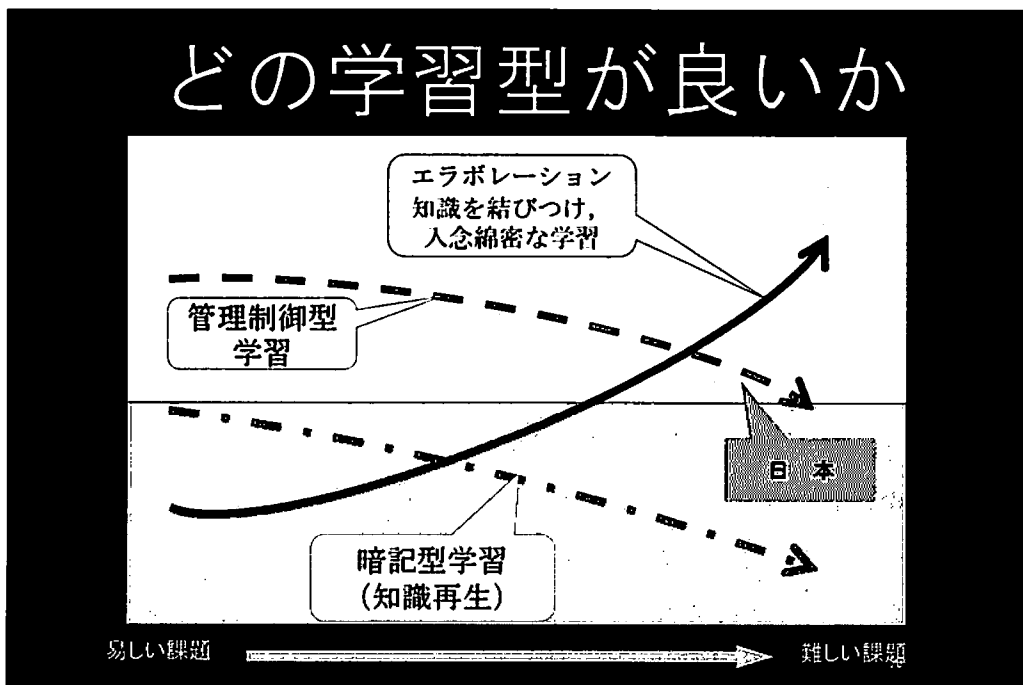 どの学習型が良いか
エラボレーション
知識を結びつけ，
入念綿密な学習
管理制御型
学習
日 本
暗記型学習
（知識再生）
易しい課題
難しい課題